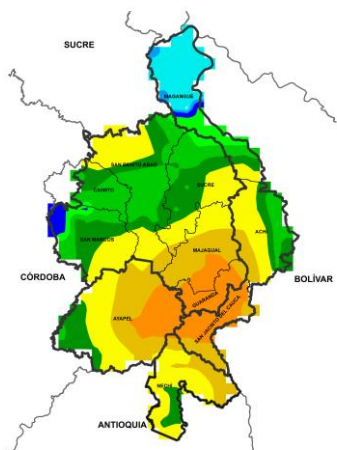 SUCRE
MAGANGUÉ
SAN BENITO ABAD
CAIMITO
SUCRE
SAN MARCOS
ACHÍ
MAJAGUAL
CÓRDOBA
BOLÍVAR
GUARANDA
SAN JACINTO DEL CAUCA
AYAPEL
NECHÍ
ANTIOQUIA